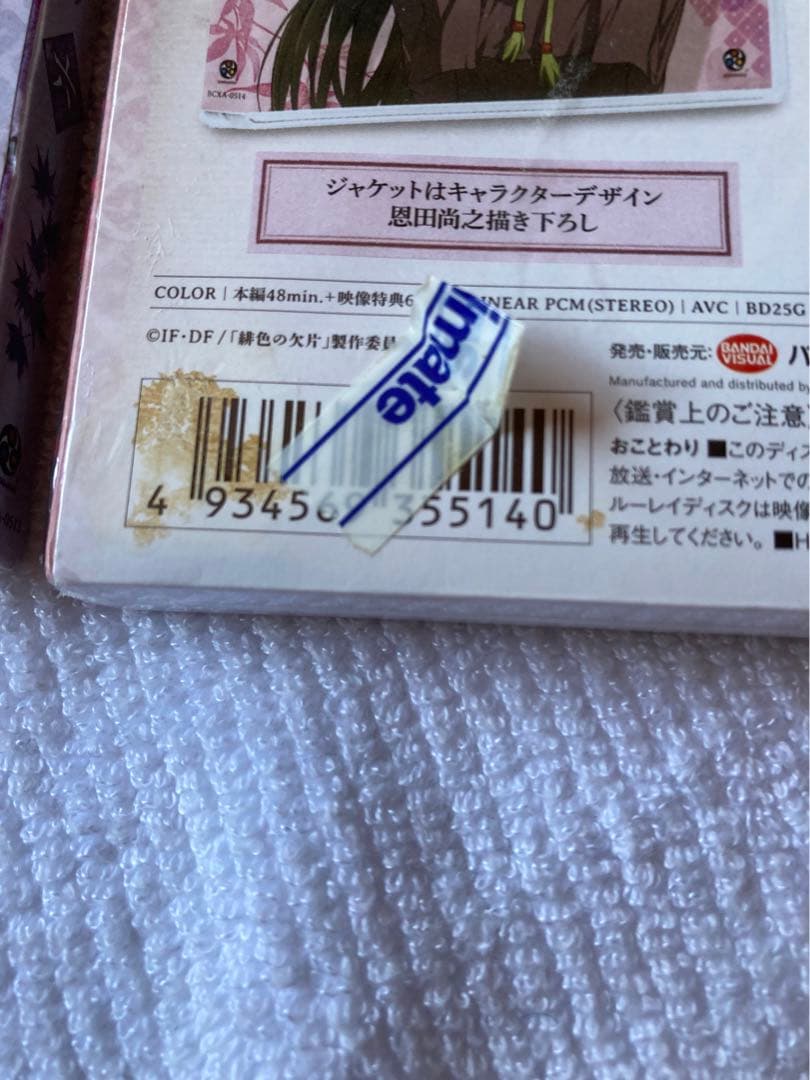 BCXA-0514
ジャケットはキャラクターデザイン
恩田尚之描き下ろし
COLOR | 本編48min.+映像特典6 INEAR PCM(STEREO) | AVC | BD25G
©IF・DF/「緋色の欠片」製作委員
imate
発売・販売元: BANDAI VISUAL バ
Manufactured and distributed by
〈鑑賞上のご注意
おことわり ■このディス
放送・インターネットでの
ルーレイディスクは映像
再生してください。 ■H
4 934569 355140